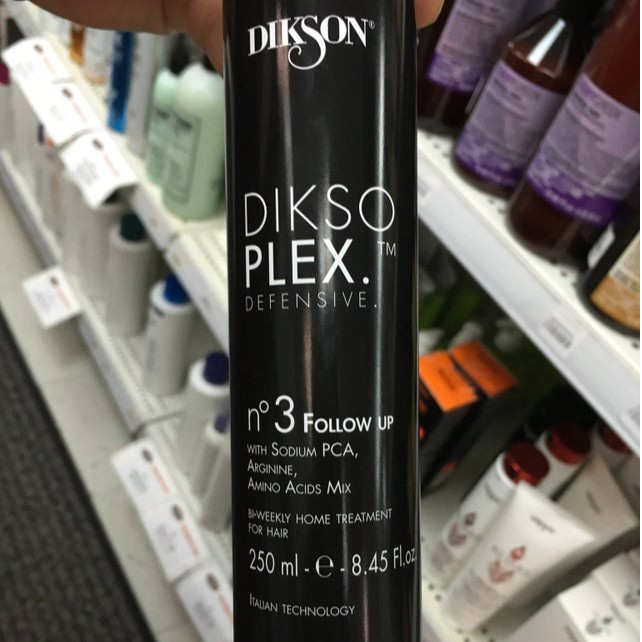 DIKSON®
DIKSO
PLEX.™
DEFENSIVE.
n° 3 FOLLOW UP
WITH SODIUM PCA,
ARGININE,
AMINO ACIDS MIX
BI-WEEKLY HOME TREATMENT
FOR HAIR
250 ml - ℮ - 8.45 Fl.oz
ITALIAN TECHNOLOGY